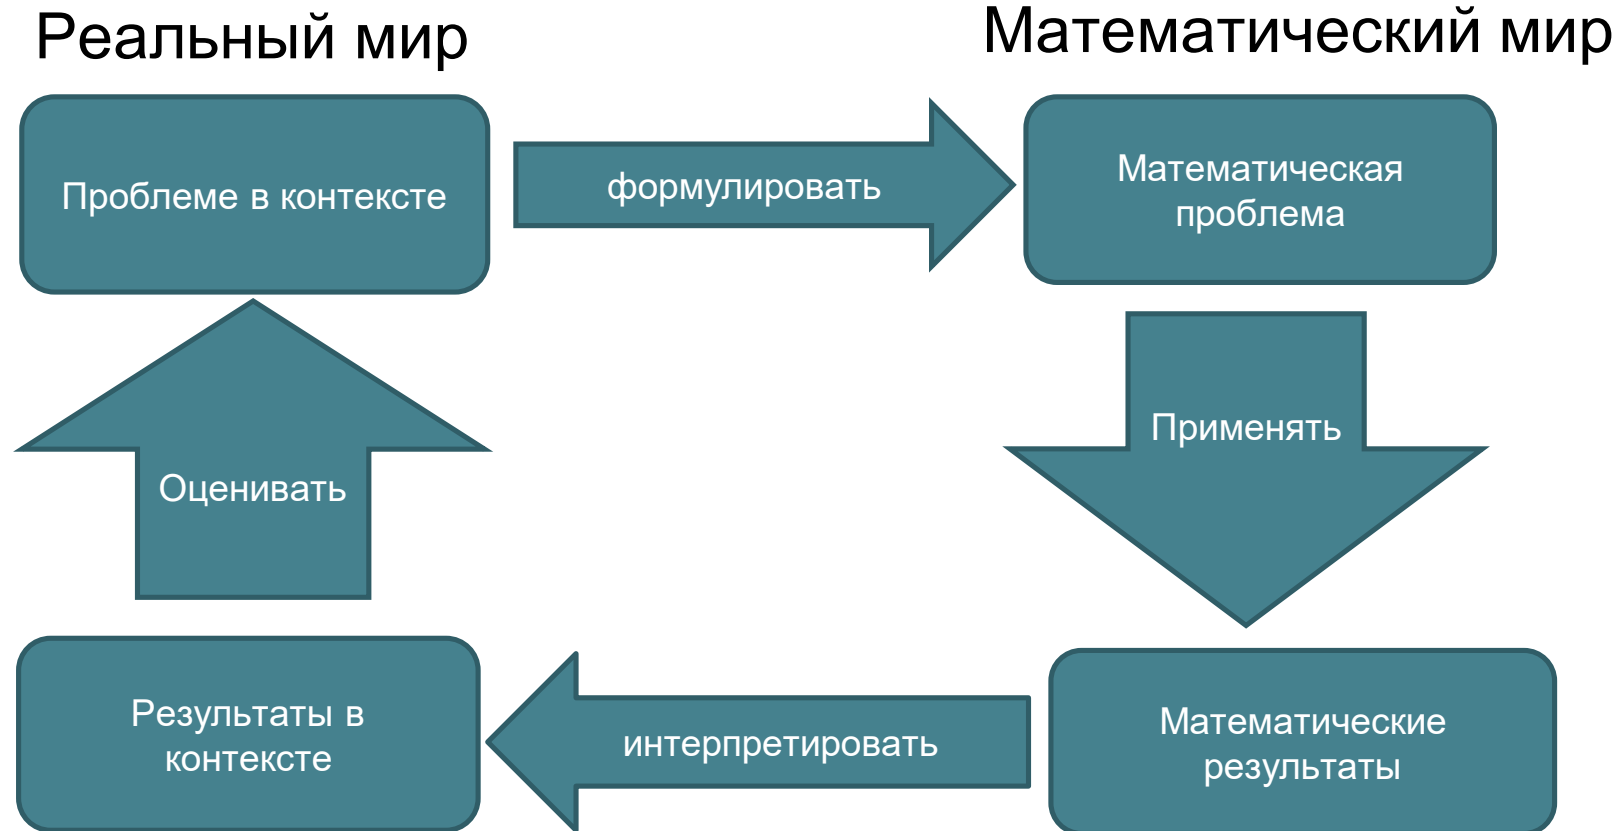 Реальный мир
Математический мир
Проблеме в контексте
формулировать
Математическая
проблема
Применять
Оценивать
Результаты в
контексте
интерпретировать
Математические
результаты